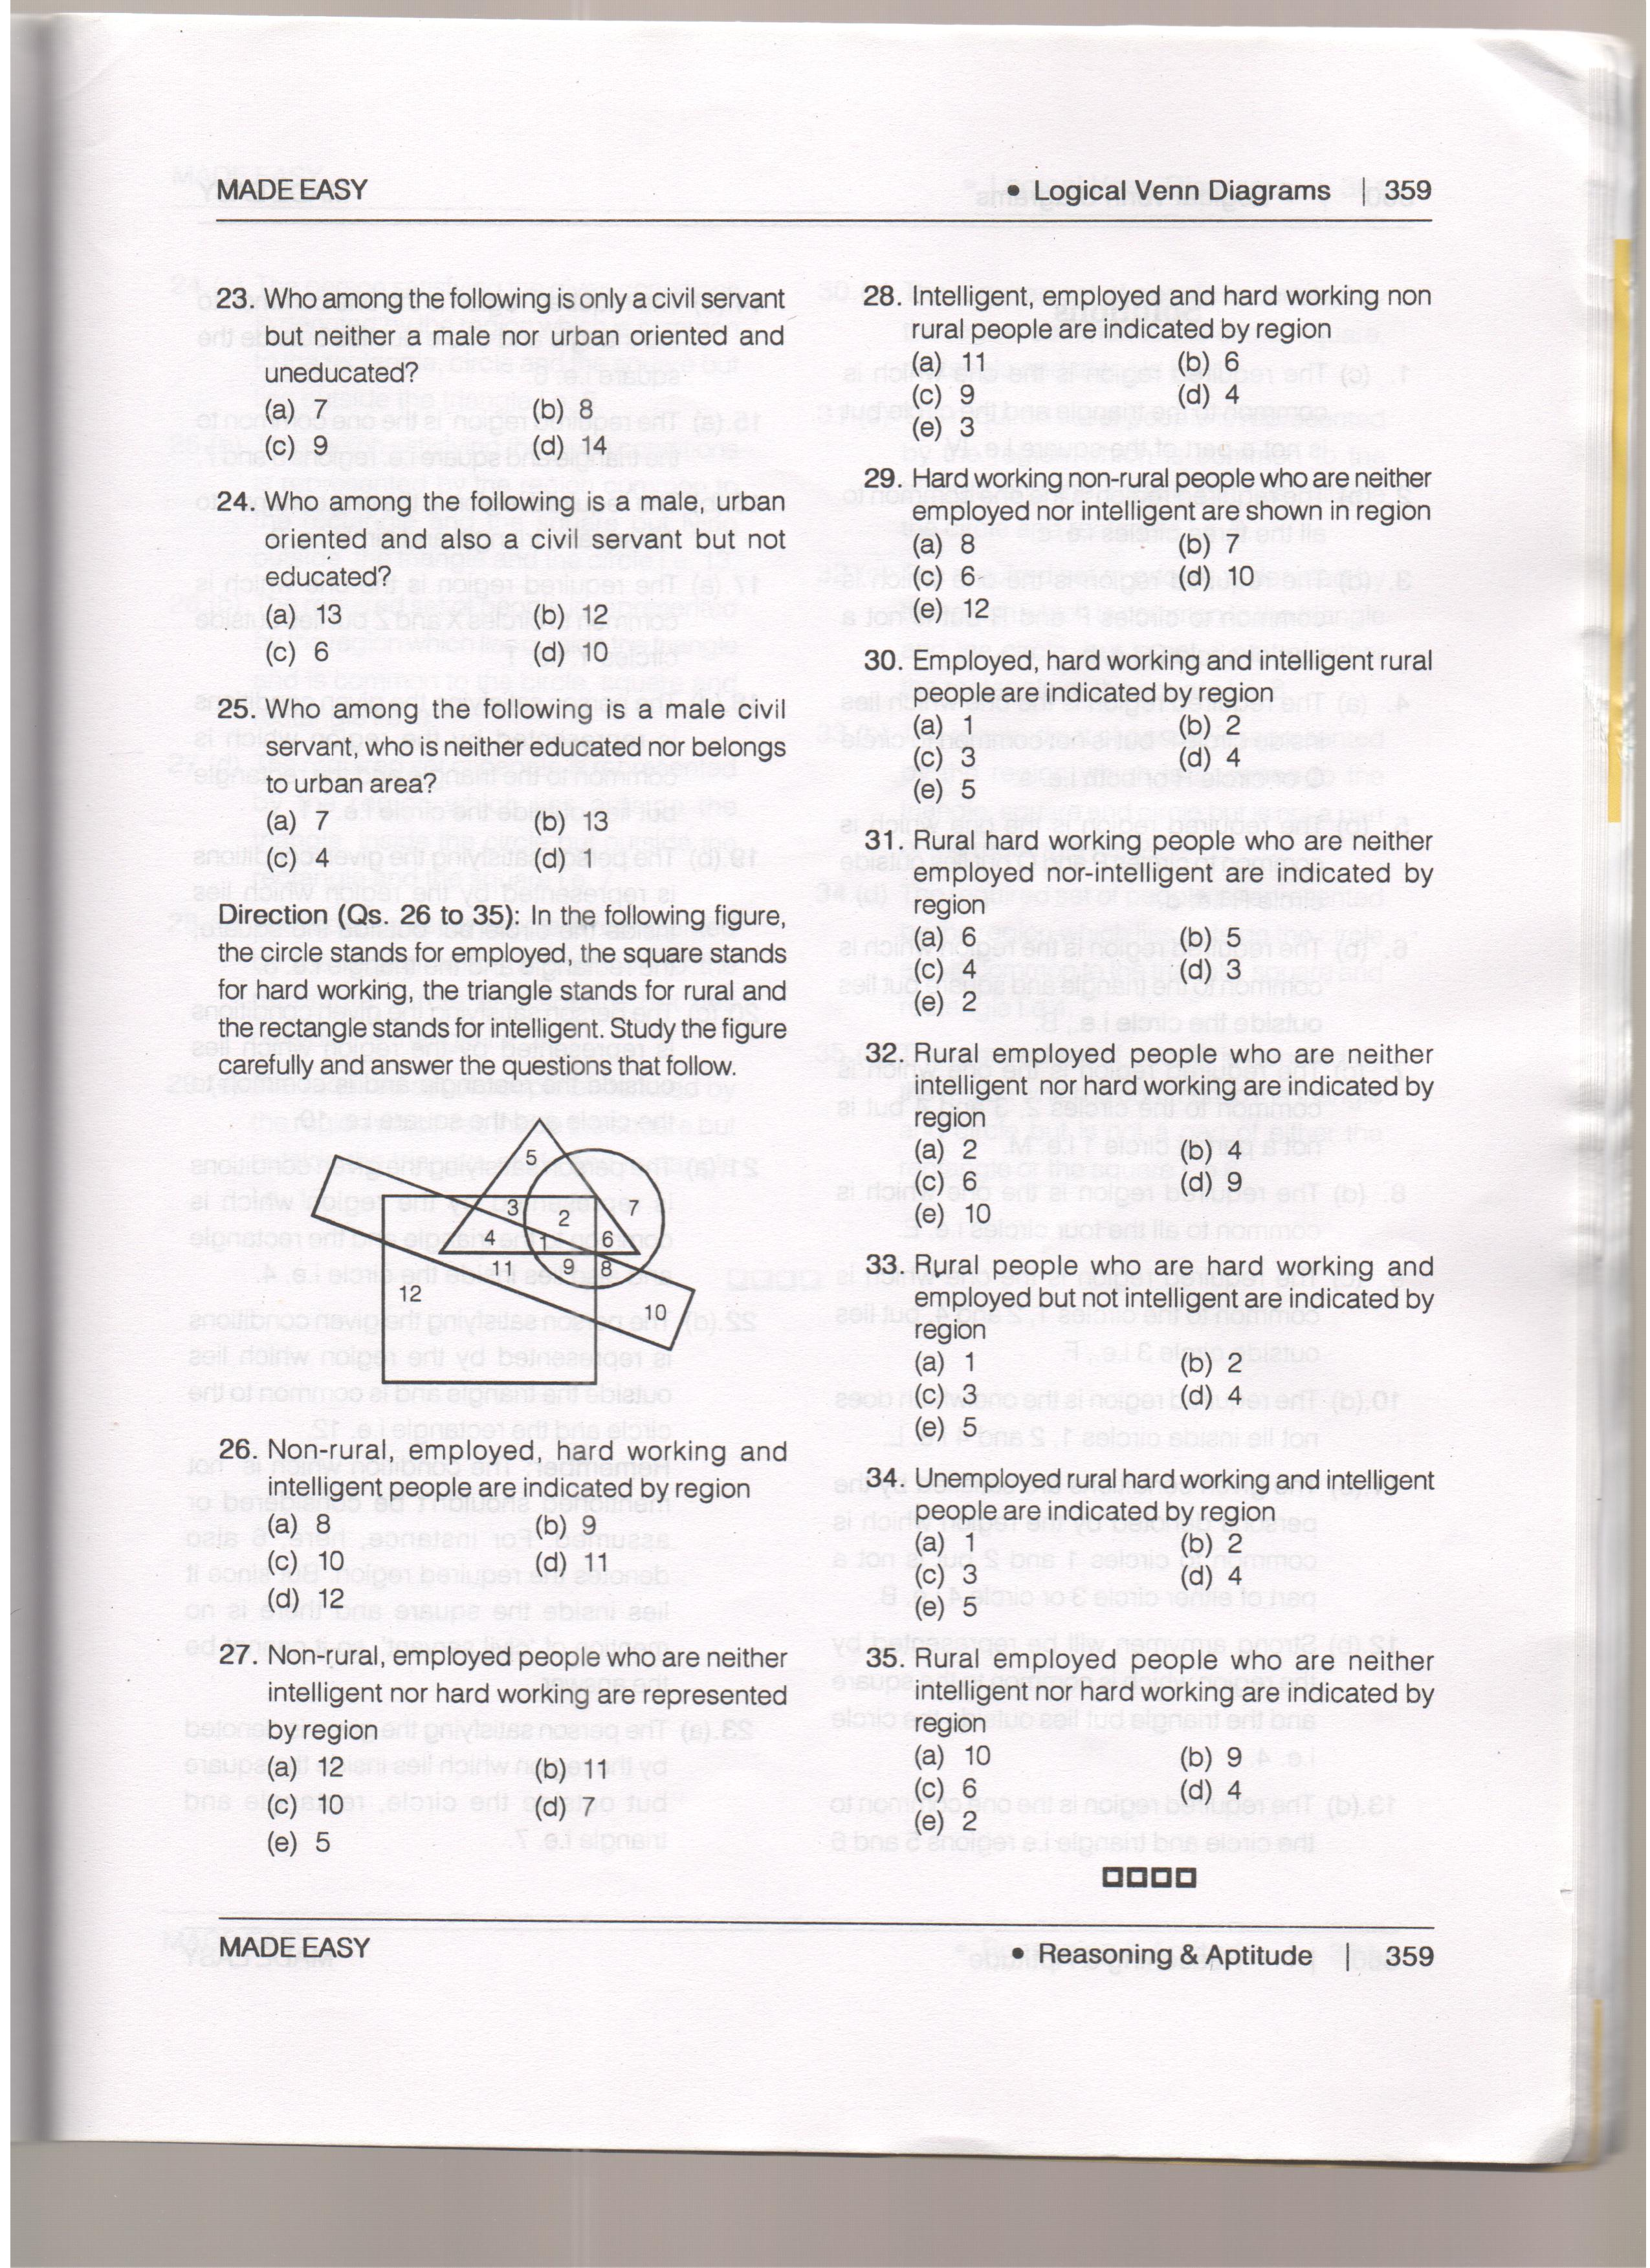 MADE EASY
• Logical Venn Diagrams | 359
23. Who among the following is only a civil servant
but neither a male nor urban oriented and
uneducated?
(a) 7 (b) 8
(c) 9 (d) 14
24. Who among the following is a male, urban
oriented and also a civil servant but not
educated?
(a) 13 (b) 12
(c) 6 (d) 10
25. Who among the following is a male civil
servant, who is neither educated nor belongs
to urban area?
(a) 7 (b) 13
(c) 4 (d) 1
Direction (Qs. 26 to 35): In the following figure,
the circle stands for employed, the square stands
for hard working, the triangle stands for rural and
the rectangle stands for intelligent. Study the figure
carefully and answer the questions that follow.
5
3 2 7
4 1 6
11 9 8
12
10
26. Non-rural, employed, hard working and
intelligent people are indicated by region
(a) 8 (b) 9
(c) 10 (d) 11
(d) 12
27. Non-rural, employed people who are neither
intelligent nor hard working are represented
by region
(a) 12 (b) 11
(c) 10 (d) 7
(e) 5
28. Intelligent, employed and hard working non
rural people are indicated by region
(a) 11 (b) 6
(c) 9 (d) 4
(e) 3
29. Hard working non-rural people who are neither
employed nor intelligent are shown in region
(a) 8 (b) 7
(c) 6 (d) 10
(e) 12
30. Employed, hard working and intelligent rural
people are indicated by region
(a) 1 (b) 2
(c) 3 (d) 4
(e) 5
31. Rural hard working people who are neither
employed nor-intelligent are indicated by
region
(a) 6 (b) 5
(c) 4 (d) 3
(e) 2
32. Rural employed people who are neither
intelligent nor hard working are indicated by
region
(a) 2 (b) 4
(c) 6 (d) 9
(e) 10
33. Rural people who are hard working and
employed but not intelligent are indicated by
region
(a) 1 (b) 2
(c) 3 (d) 4
(e) 5
34. Unemployed rural hard working and intelligent
people are indicated by region
(a) 1 (b) 2
(c) 3 (d) 4
(e) 5
35. Rural employed people who are neither
intelligent nor hard working are indicated by
region
(a) 10 (b) 9
(c) 6 (d) 4
(e) 2
MADE EASY
• Reasoning & Aptitude | 359